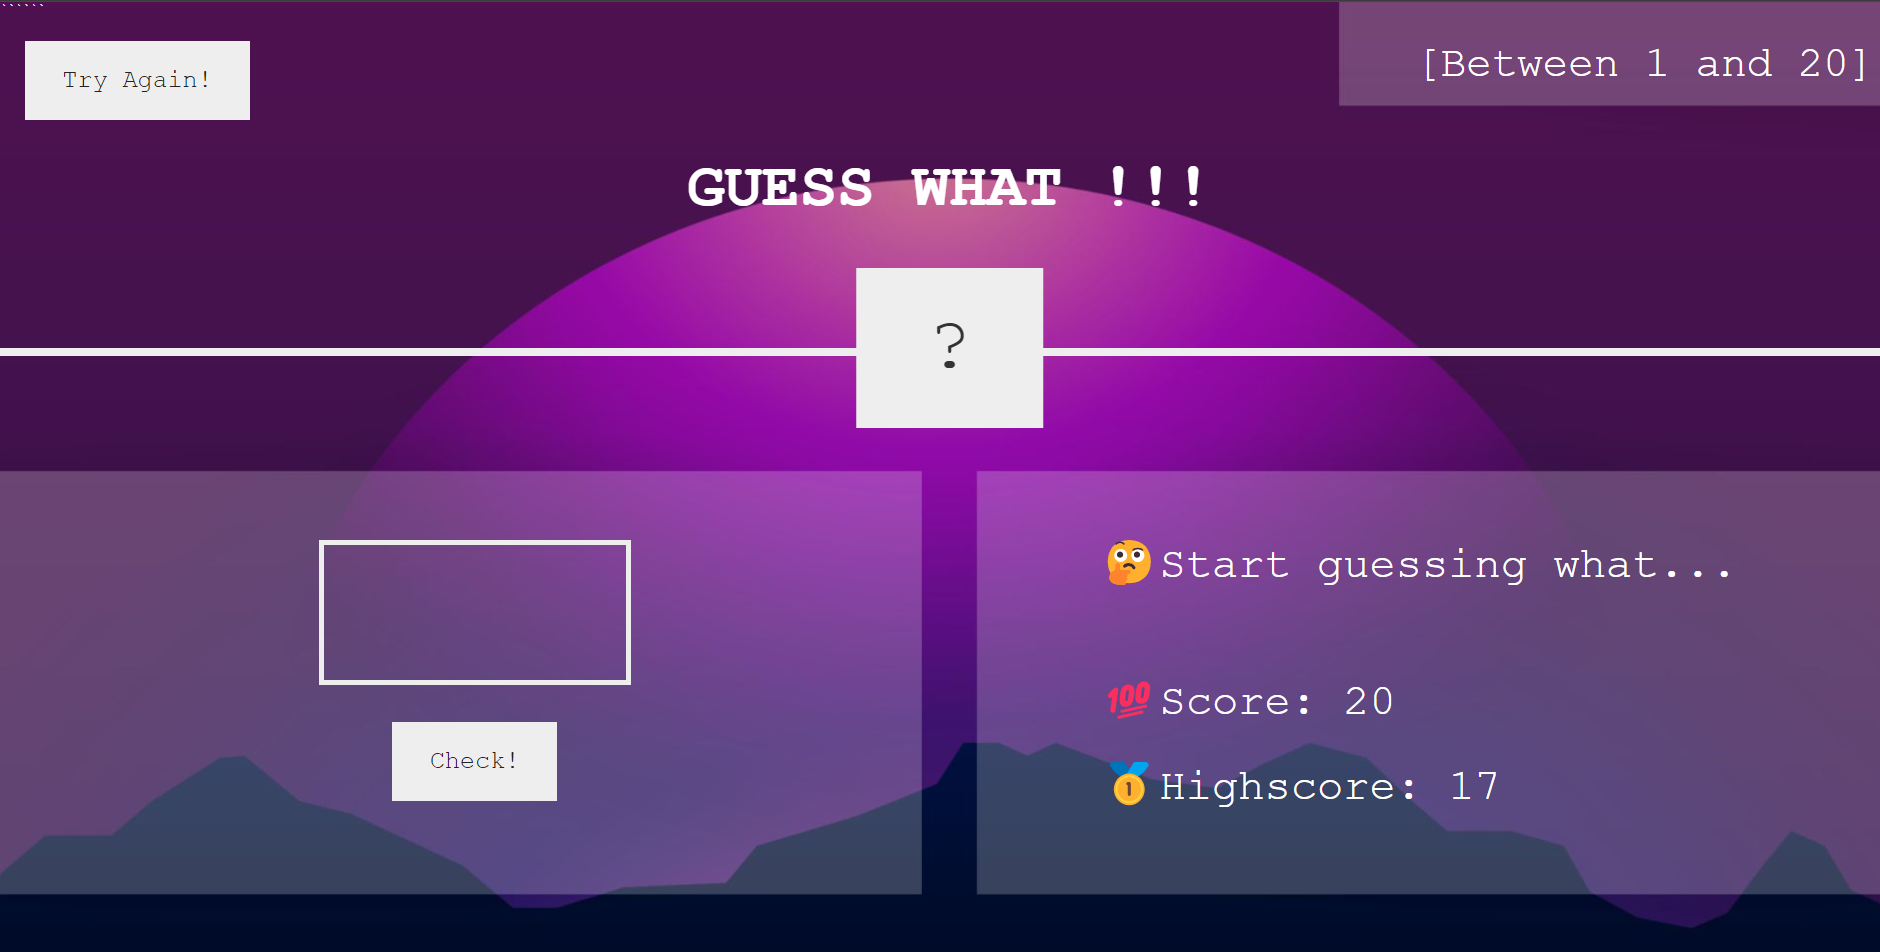 ``````
Try Again!
[Between 1 and 20]
GUESS WHAT !!!
?
🤔Start guessing what...
💯Score: 20
Check!
🥇Highscore: 17